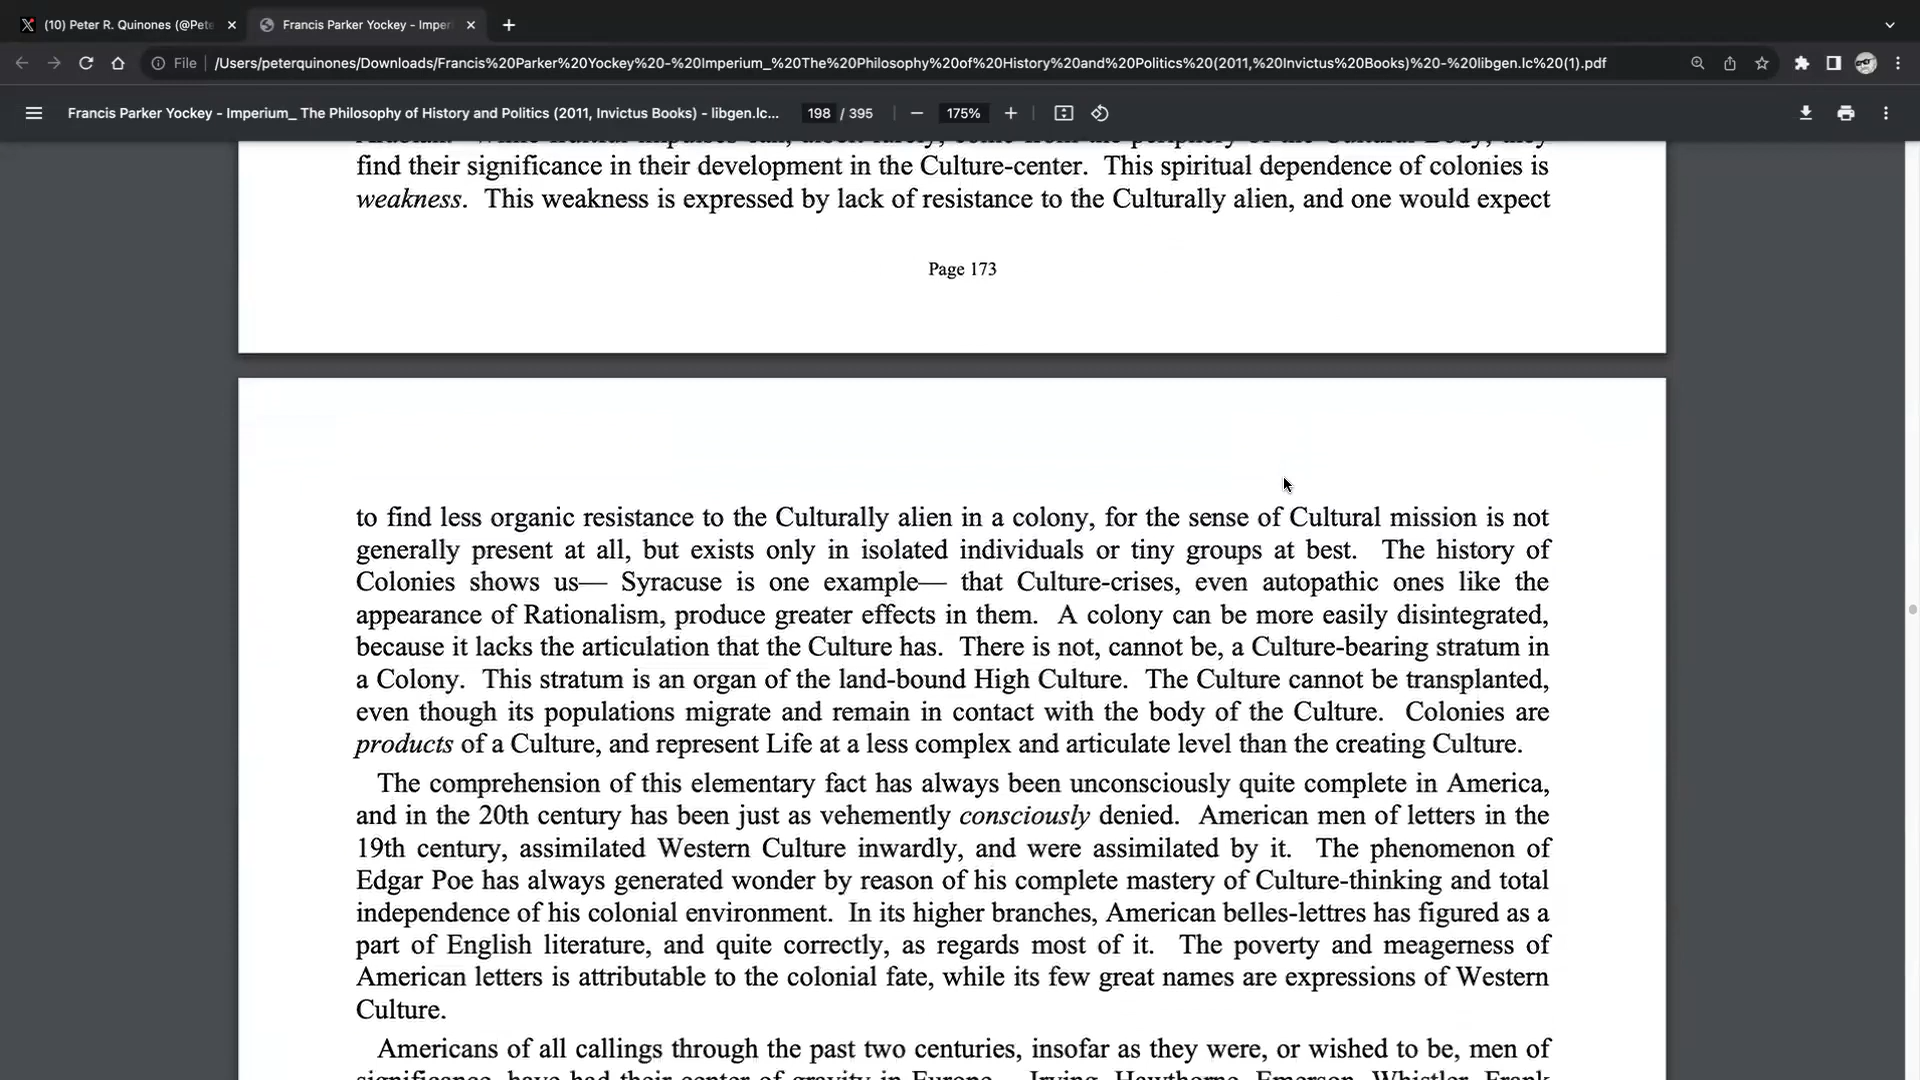 (10) Peter R. Quinones (@Pete
Francis Parker Yockey - Imper
File
/Users/peterquinones/Downloads/Francis%20Parker%20Yockey%20-%20Imperium_%20The%20Philosophy%20of%20History%20and%20Politics%20(2011,%20Invictus%20Books)%20-%20libgen.lc%20(1).pdf
Francis Parker Yockey - Imperium_ The Philosophy of History and Politics (2011, Invictus Books) - libgen.lc...
198 / 395
175%
find their significance in their development in the Culture-center. This spiritual dependence of colonies is
weakness. This weakness is expressed by lack of resistance to the Culturally alien, and one would expect
Page 173
to find less organic resistance to the Culturally alien in a colony, for the sense of Cultural mission is not
generally present at all, but exists only in isolated individuals or tiny groups at best. The history of
Colonies shows us— Syracuse is one example— that Culture-crises, even autopathic ones like the
appearance of Rationalism, produce greater effects in them. A colony can be more easily disintegrated,
because it lacks the articulation that the Culture has. There is not, cannot be, a Culture-bearing stratum in
a Colony. This stratum is an organ of the land-bound High Culture. The Culture cannot be transplanted,
even though its populations migrate and remain in contact with the body of the Culture. Colonies are
products of a Culture, and represent Life at a less complex and articulate level than the creating Culture.
The comprehension of this elementary fact has always been unconsciously quite complete in America,
and in the 20th century has been just as vehemently consciously denied. American men of letters in the
19th century, assimilated Western Culture inwardly, and were assimilated by it. The phenomenon of
Edgar Poe has always generated wonder by reason of his complete mastery of Culture-thinking and total
independence of his colonial environment. In its higher branches, American belles-lettres has figured as a
part of English literature, and quite correctly, as regards most of it. The poverty and meagerness of
American letters is attributable to the colonial fate, while its few great names are expressions of Western
Culture.
Americans of all callings through the past two centuries, insofar as they were, or wished to be, men of
significance, have had their center of gravity in Europe. Irving, Hawthorne, Emerson, Whistler, Frank